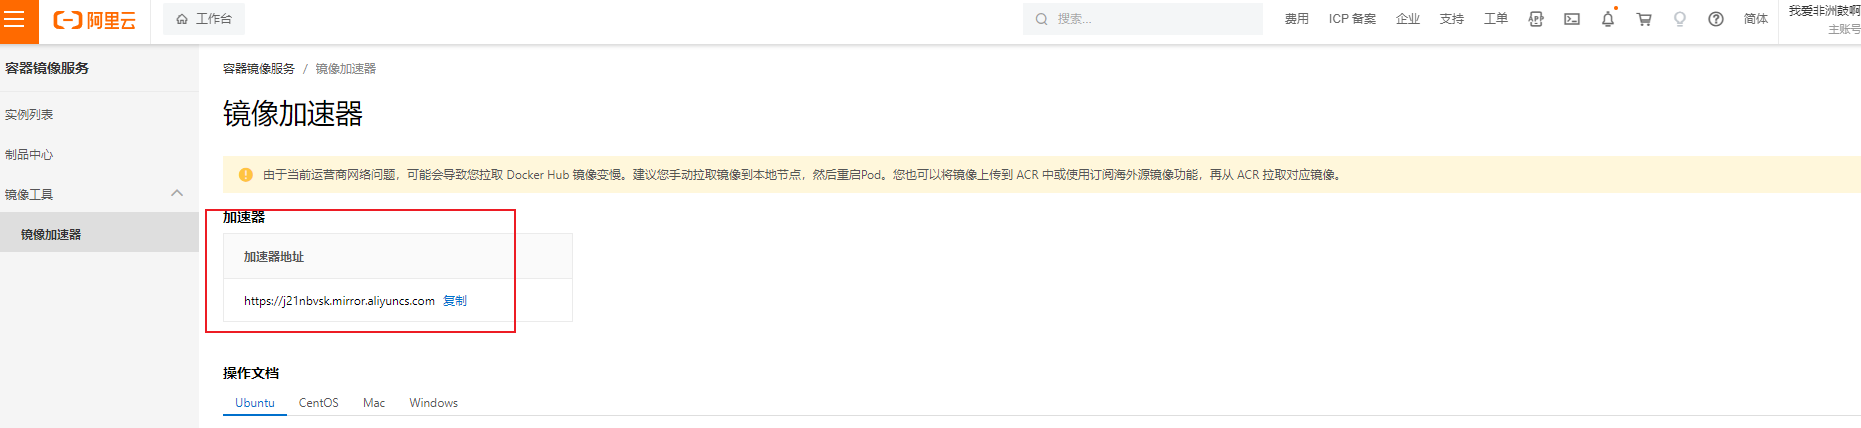 阿里云 工作台 搜索... 费用 ICP 备案 企业 支持 工单 简体 我爱非洲鼓啊
主账号
容器镜像服务
实例列表
制品中心
镜像工具
镜像加速器
容器镜像服务 / 镜像加速器
镜像加速器
由于当前运营商网络问题，可能会导致您拉取 Docker Hub 镜像变慢。建议您手动拉取镜像到本地节点，然后重启Pod。您也可以将镜像上传到 ACR 中或使用订阅海外源镜像功能，再从 ACR 拉取对应镜像。
加速器
加速器地址
https://j21nbvsk.mirror.aliyuncs.com 复制
操作文档
Ubuntu CentOS Mac Windows